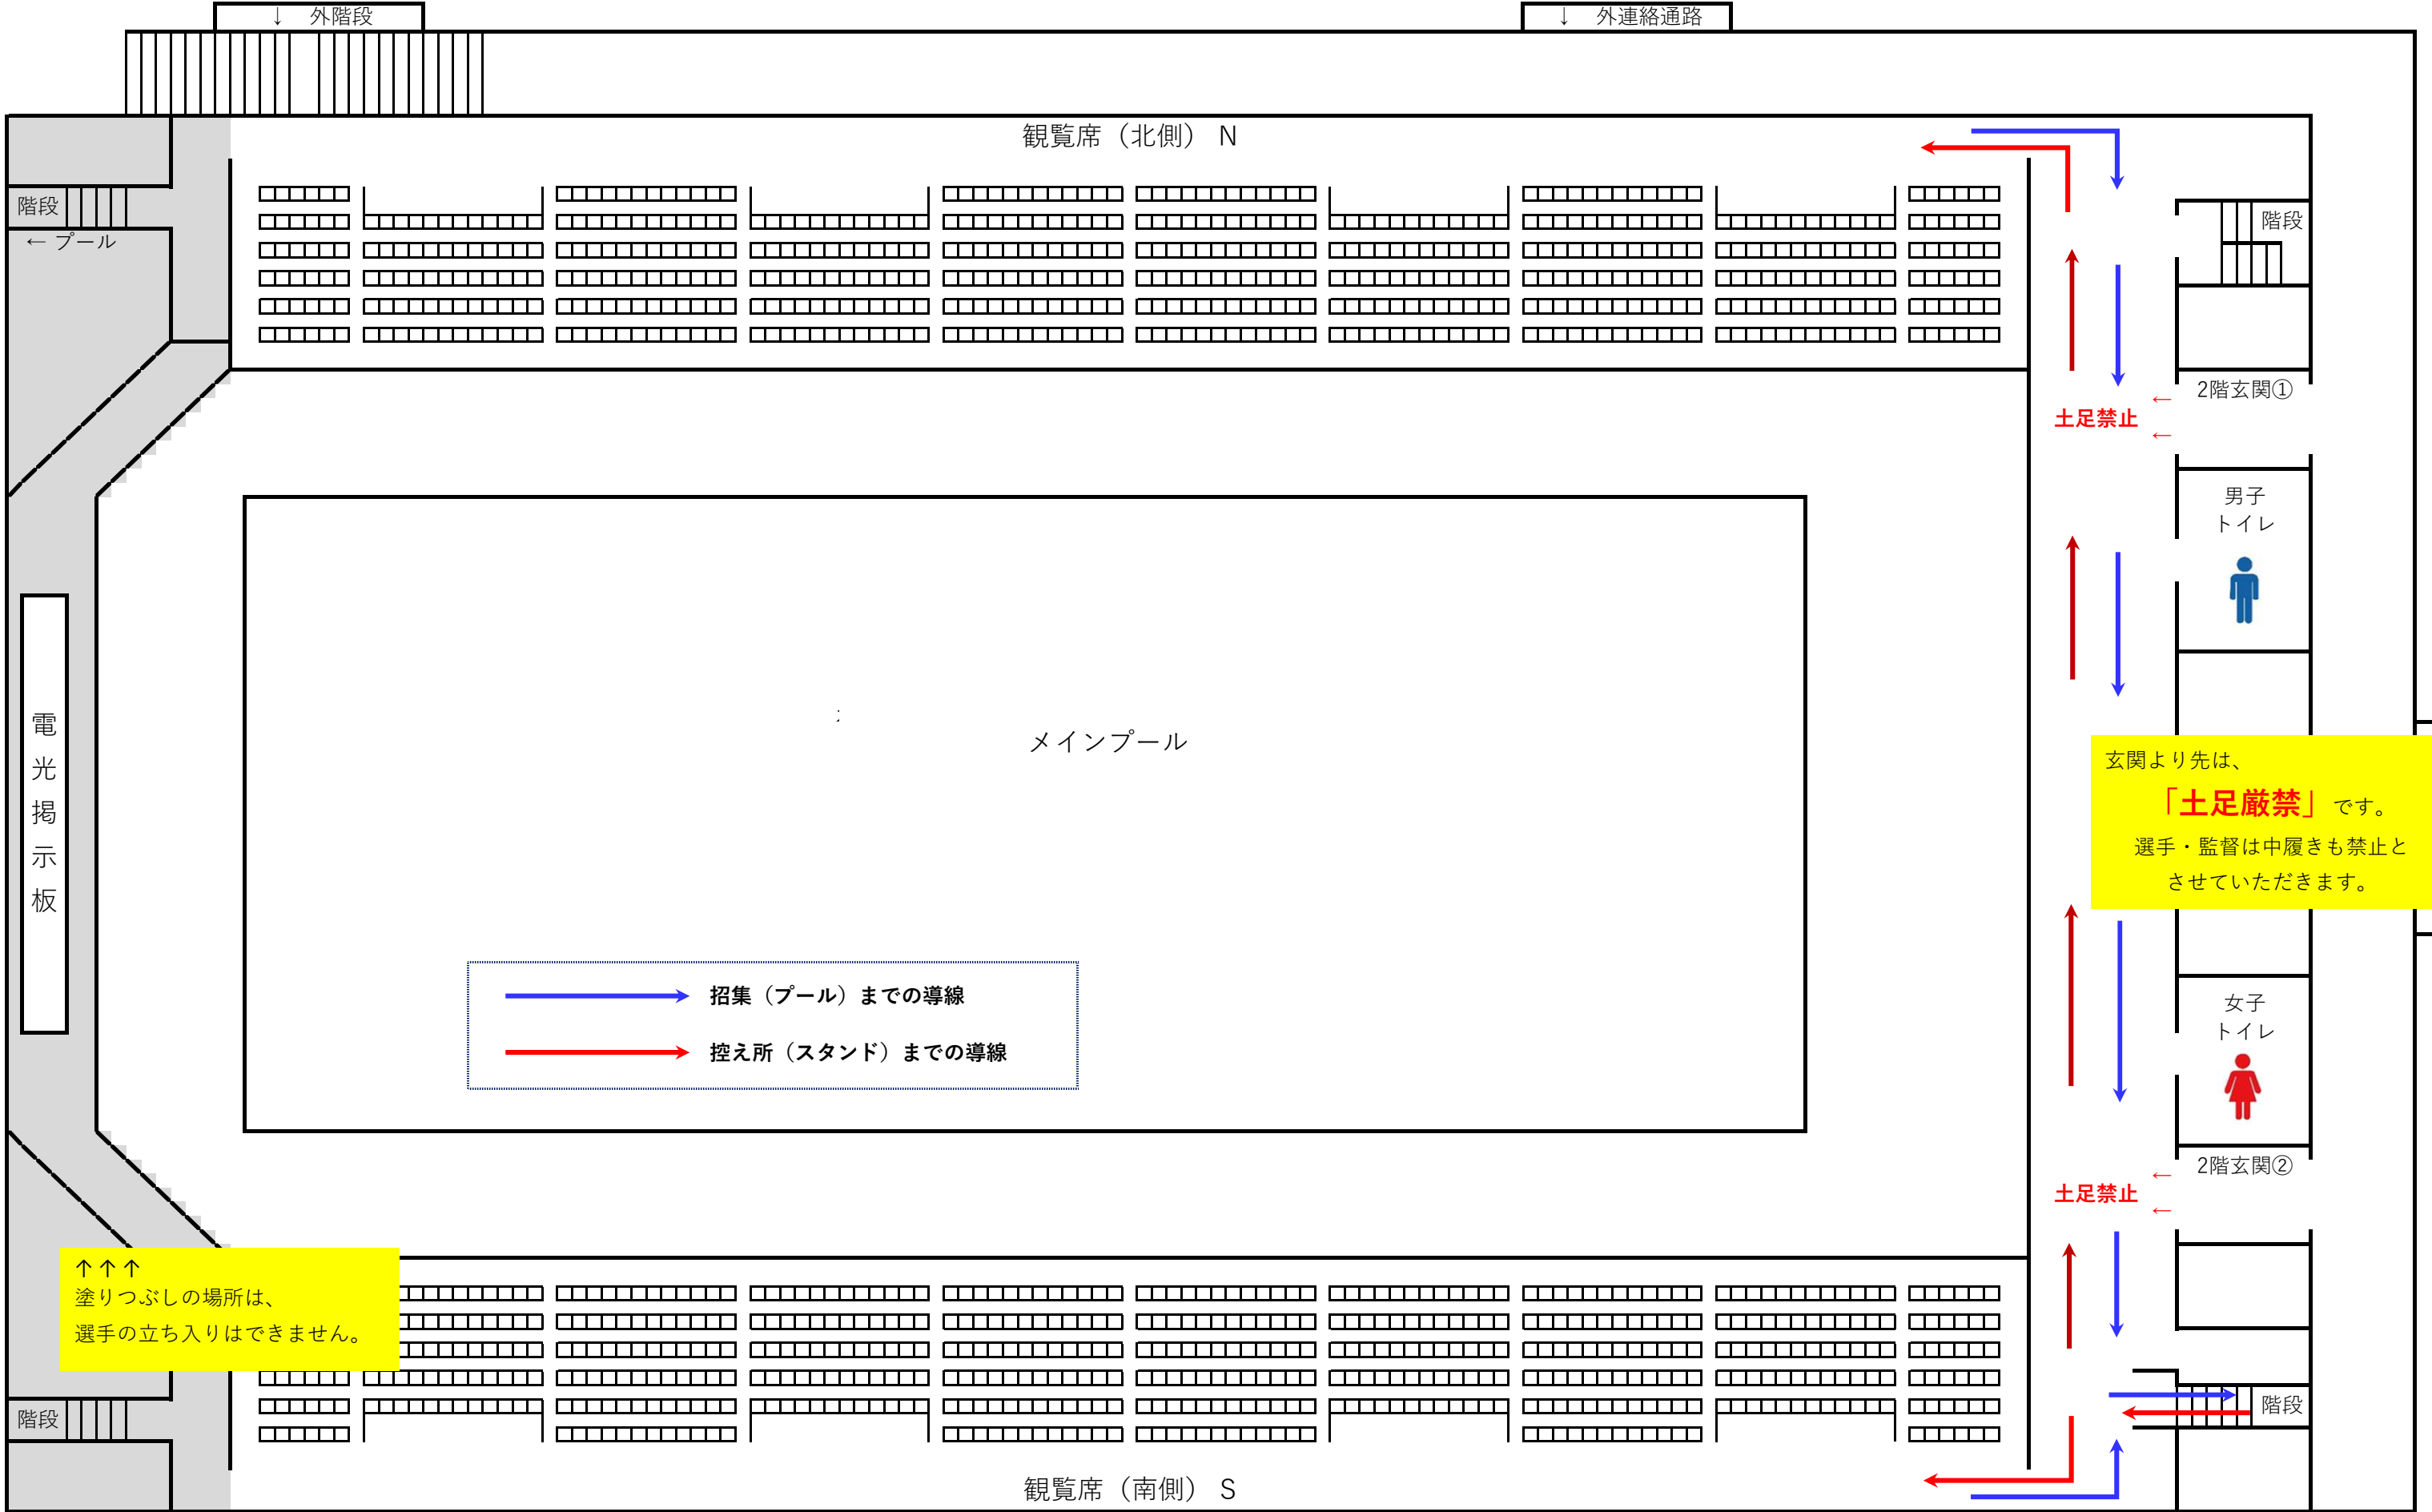 ↓　外階段
↓　外連絡通路
観覧席（北側） N
階段
← プール
階段
2階玄関①
←
土足禁止
←
男子
トイレ
電光掲示板
メインプール
玄関より先は、
「土足厳禁」です。
選手・監督は中履きも禁止と
させていただきます。
招集（プール）までの導線
控え所（スタンド）までの導線
女子
トイレ
2階玄関②
←
土足禁止
←
↑↑↑
塗りつぶしの場所は、
選手の立ち入りはできません。
階段
階段
観覧席（南側） S